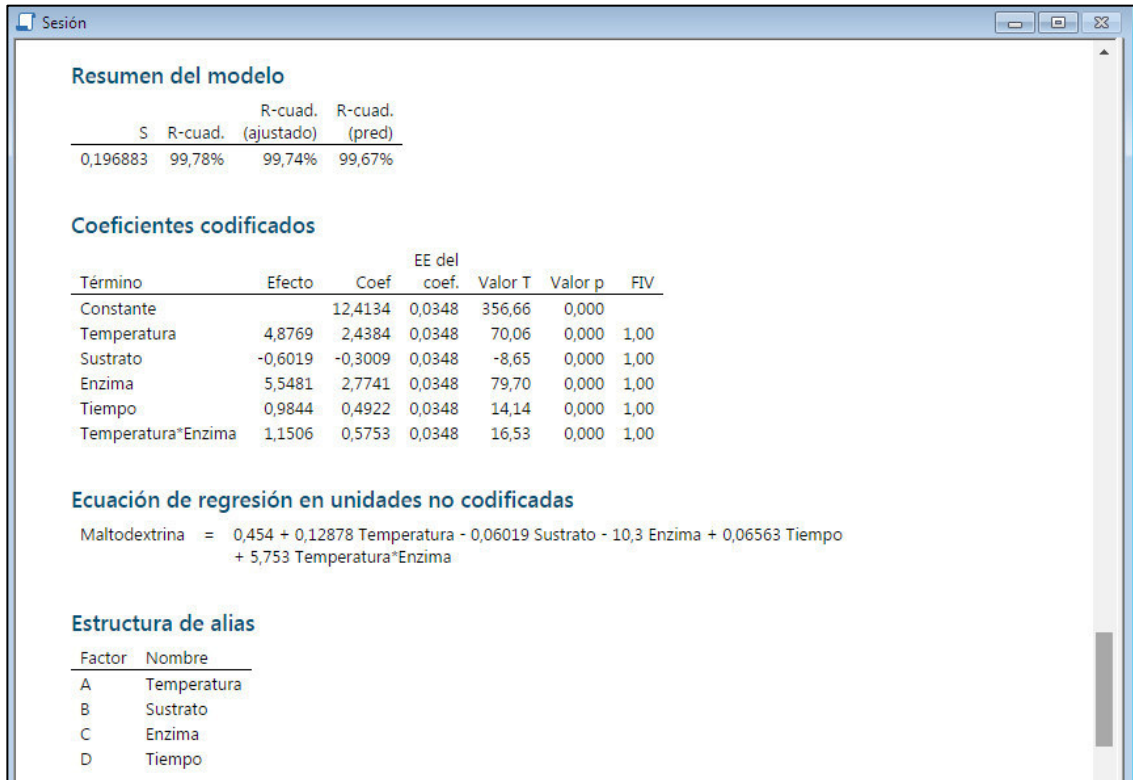 Sesión
Resumen del modelo
R-cuad. R-cuad.
S R-cuad. (ajustado) (pred)
0,196883 99,78% 99,74% 99,67%
Coeficientes codificados
EE del
Término Efecto Coef coef. Valor T Valor p FIV
Constante 12,4134 0,0348 356,66 0,000
Temperatura 4,8769 2,4384 0,0348 70,06 0,000 1,00
Sustrato -0,6019 -0,3009 0,0348 -8,65 0,000 1,00
Enzima 5,5481 2,7741 0,0348 79,70 0,000 1,00
Tiempo 0,9844 0,4922 0,0348 14,14 0,000 1,00
Temperatura*Enzima 1,1506 0,5753 0,0348 16,53 0,000 1,00
Ecuación de regresión en unidades no codificadas
Maltodextrina = 0,454 + 0,12878 Temperatura - 0,06019 Sustrato - 10,3 Enzima + 0,06563 Tiempo
+ 5,753 Temperatura*Enzima
Estructura de alias
Factor Nombre
A Temperatura
B Sustrato
C Enzima
D Tiempo